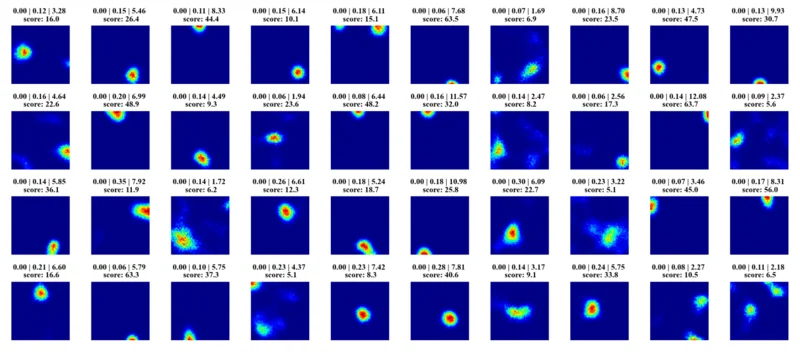 0.00 | 0.12 | 3.28 0.00 | 0.15 | 5.46 0.00 | 0.11 | 8.33 0.00 | 0.15 | 6.14 0.00 | 0.18 | 6.11 0.00 | 0.06 | 7.68 0.00 | 0.07 | 1.69 0.00 | 0.16 | 8.70 0.00 | 0.13 | 4.73 0.00 | 0.13 | 9.93
score: 16.0 score: 26.4 score: 44.4 score: 10.1 score: 15.1 score: 63.5 score: 6.9 score: 23.5 score: 47.5 score: 30.7
0.00 | 0.16 | 4.64 0.00 | 0.20 | 6.99 0.00 | 0.14 | 4.49 0.00 | 0.06 | 1.94 0.00 | 0.08 | 6.44 0.00 | 0.16 | 11.57 0.00 | 0.14 | 2.47 0.00 | 0.06 | 2.56 0.00 | 0.14 | 12.08 0.00 | 0.09 | 2.37
score: 22.6 score: 48.9 score: 9.3 score: 23.6 score: 48.2 score: 32.0 score: 8.2 score: 17.3 score: 63.7 score: 5.6
0.00 | 0.14 | 5.85 0.00 | 0.35 | 7.92 0.00 | 0.14 | 1.72 0.00 | 0.26 | 6.61 0.00 | 0.18 | 5.24 0.00 | 0.18 | 10.98 0.00 | 0.30 | 6.09 0.00 | 0.23 | 3.22 0.00 | 0.07 | 3.46 0.00 | 0.17 | 8.31
score: 36.1 score: 11.9 score: 6.2 score: 12.3 score: 18.7 score: 25.8 score: 22.7 score: 5.1 score: 45.0 score: 56.0
0.00 | 0.21 | 6.60 0.00 | 0.06 | 5.79 0.00 | 0.10 | 5.75 0.00 | 0.23 | 4.37 0.00 | 0.23 | 7.42 0.00 | 0.28 | 7.81 0.00 | 0.14 | 3.17 0.00 | 0.24 | 5.75 0.00 | 0.08 | 2.27 0.00 | 0.11 | 2.18
score: 16.6 score: 63.3 score: 37.3 score: 5.1 score: 8.3 score: 40.6 score: 9.1 score: 33.8 score: 10.5 score: 6.5